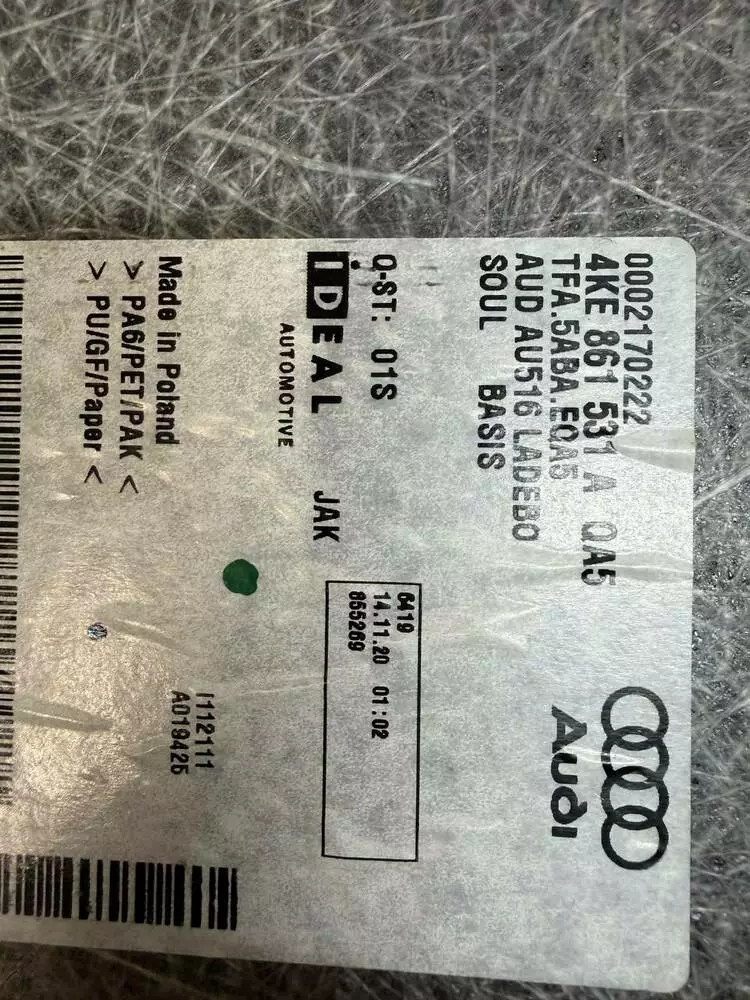 0002170222
4KE 861 531 A QA5
TFA.5ABA.EQA5
AUD AU516 LADEBO
SOUL BASIS
Audi
Q-ST: 01S
IDEAL JAK
AUTOMOTIVE
6419
14.11.20 01:02
855269
Made in Poland
> PA6/PET/PAK <
> PU/GF/Paper <
I112111
A019425